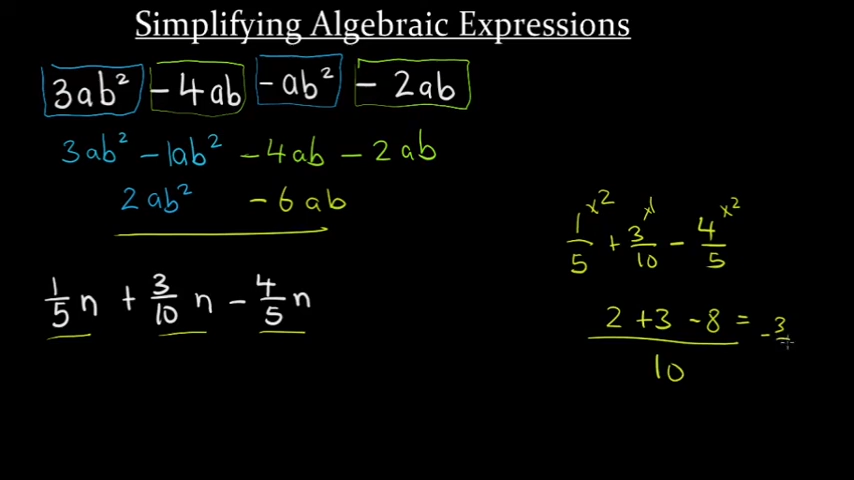 Simplifying Algebraic Expressions
3ab² - 4ab - ab² - 2ab
3ab² - 1ab² - 4ab - 2ab
2ab² - 6ab
1/5 n + 3/10 n - 4/5 n
1/5 ×2 + 3/10 ×1 - 4/5 ×2
2 + 3 - 8 = -3
10